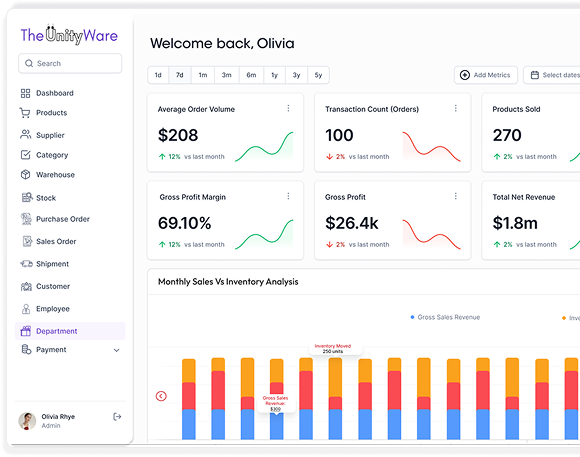 TheUnityWare
Search
Dashboard
Products
Supplier
Category
Warehouse
Stock
Purchase Order
Sales Order
Shipment
Customer
Employee
Department
Payment
Olivia Rhye
Admin
Welcome back, Olivia
1d 7d 1m 3m 6m 1y 3y 5y
Add Metrics
Select dates
Average Order Volume
$208
12% vs last month
Transaction Count (Orders)
100
2% vs last month
Products Sold
270
2% vs last month
Gross Profit Margin
69.10%
12% vs last month
Gross Profit
$26.4k
2% vs last month
Total Net Revenue
$1.8m
2% vs last month
Monthly Sales Vs Inventory Analysis
Gross Sales Revenue
Inventory Moved
250 units
Gross Sales
Revenue:
$300